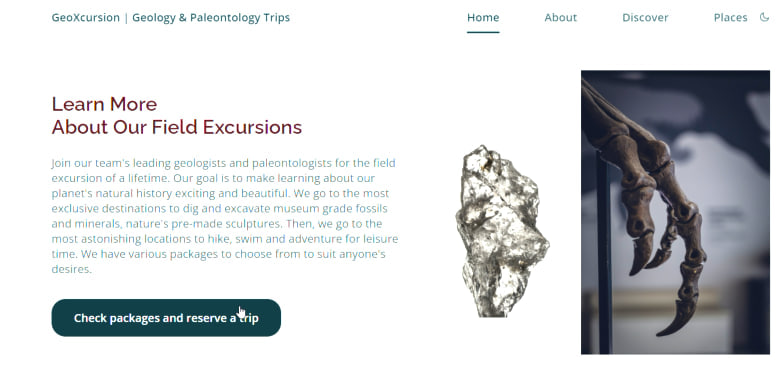 GeoXcursion | Geology & Paleontology Trips
Home About Discover Places
Learn More
About Our Field Excursions
Join our team's leading geologists and paleontologists for the field
excursion of a lifetime. Our goal is to make learning about our
planet's natural history exciting and beautiful. We go to the most
exclusive destinations to dig and excavate museum grade fossils
and minerals, nature's pre-made sculptures. Then, we go to the
most astonishing locations to hike, swim and adventure for leisure
time. We have various packages to choose from to suit anyone's
desires.
Check packages and reserve a trip